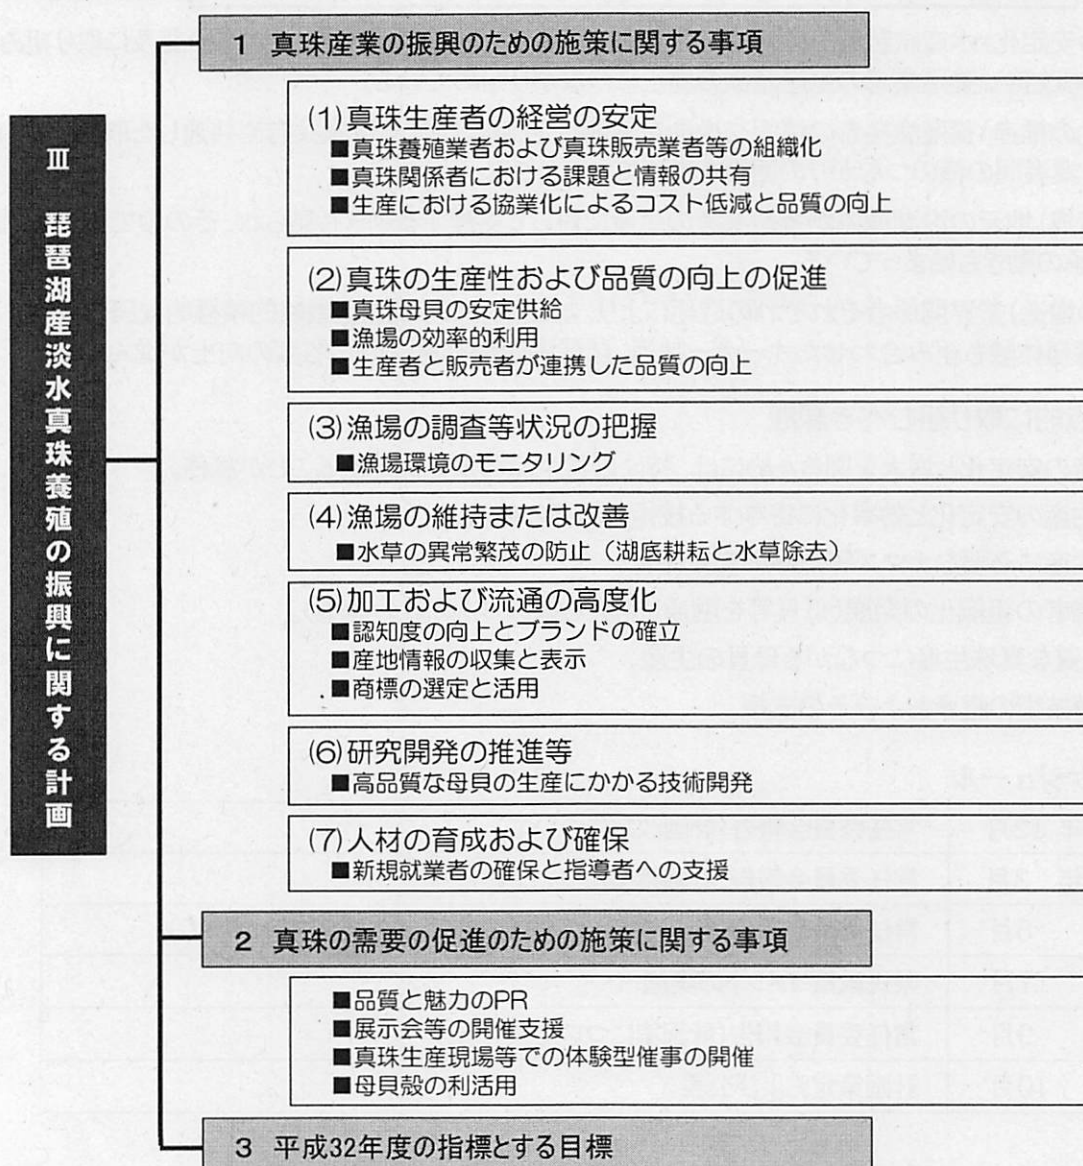 1 真珠産業の振興のための施策に関する事項
Ⅲ 琵琶湖産淡水真珠養殖の振興に関する計画
(1)真珠生産者の経営の安定
■真珠養殖業者および真珠販売業者等の組織化
■真珠関係者における課題と情報の共有
■生産における協業化によるコスト低減と品質の向上
(2)真珠の生産性および品質の向上の促進
■真珠母貝の安定供給
■漁場の効率的利用
■生産者と販売者が連携した品質の向上
(3)漁場の調査等状況の把握
■漁場環境のモニタリング
(4)漁場の維持または改善
■水草の異常繁茂の防止（湖底耕耘と水草除去）
(5)加工および流通の高度化
■認知度の向上とブランドの確立
■産地情報の収集と表示
■商標の選定と活用
(6)研究開発の推進等
■高品質な母貝の生産にかかる技術開発
(7)人材の育成および確保
■新規就業者の確保と指導者への支援
2 真珠の需要の促進のための施策に関する事項
■品質と魅力のPR
■展示会等の開催支援
■真珠生産現場等での体験型催事の開催
■母貝殻の利活用
3 平成32年度の指標とする目標